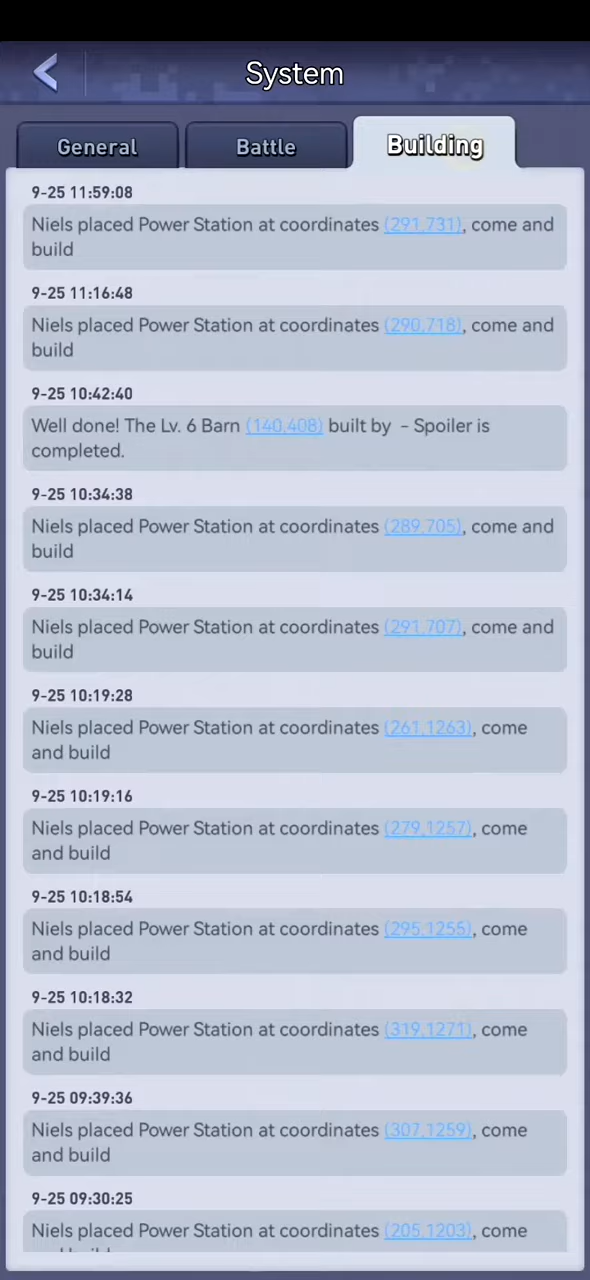 System
General
Battle
Building
9-25 11:59:08
Niels placed Power Station at coordinates (291,731), come and
build
9-25 11:16:48
Niels placed Power Station at coordinates (290,718), come and
build
9-25 10:42:40
Well done! The Lv. 6 Barn (140,408) built by - Spoiler is
completed.
9-25 10:34:38
Niels placed Power Station at coordinates (289,705), come and
build
9-25 10:34:14
Niels placed Power Station at coordinates (291,707), come and
build
9-25 10:19:28
Niels placed Power Station at coordinates (261,1263), come
and build
9-25 10:19:16
Niels placed Power Station at coordinates (279,1257), come
and build
9-25 10:18:54
Niels placed Power Station at coordinates (295,1255), come
and build
9-25 10:18:32
Niels placed Power Station at coordinates (319,1271), come
and build
9-25 09:39:36
Niels placed Power Station at coordinates (307,1259), come
and build
9-25 09:30:25
Niels placed Power Station at coordinates (205,1203), come